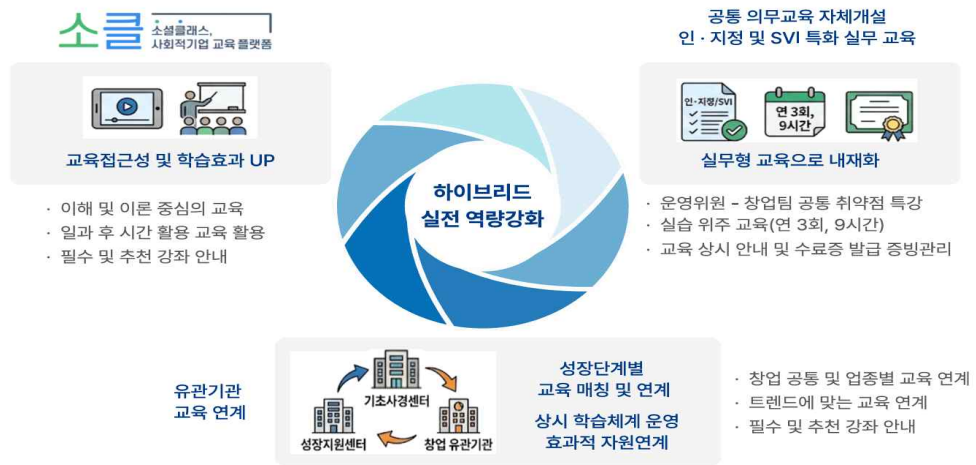 소클 소셜클래스,
사회적기업 교육 플랫폼
교육접근성 및 학습효과 UP
· 이해 및 이론 중심의 교육
· 일과 후 시간 활용 교육 활용
· 필수 및 추천 강좌 안내
하이브리드
실전 역량강화
공통 의무교육 자체개설
인 · 지정 및 SVI 특화 실무 교육
인·지정/SVI
연 3회,
9시간
실무형 교육으로 내재화
· 운영위원 – 창업팀 공통 취약점 특강
· 실습 위주 교육(연 3회, 9시간)
· 교육 상시 안내 및 수료증 발급 증빙관리
유관기관
교육 연계
기초사경센터
성장지원센터
창업 유관기관
성장단계별
교육 매칭 및 연계
상시 학습체계 운영
효과적 자원연계
· 창업 공통 및 업종별 교육 연계
· 트렌드에 맞는 교육 연계
· 필수 및 추천 강좌 안내